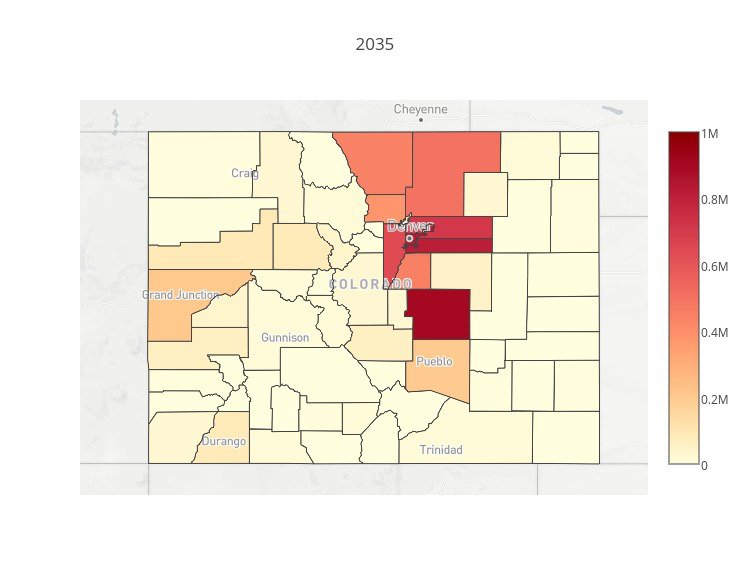 2035
Cheyenne
1M
Craig
0.8M
Denver
0.6M
COLORADO
Grand Junction
Gunnison
0.4M
Pueblo
0.2M
Durango
Trinidad
0